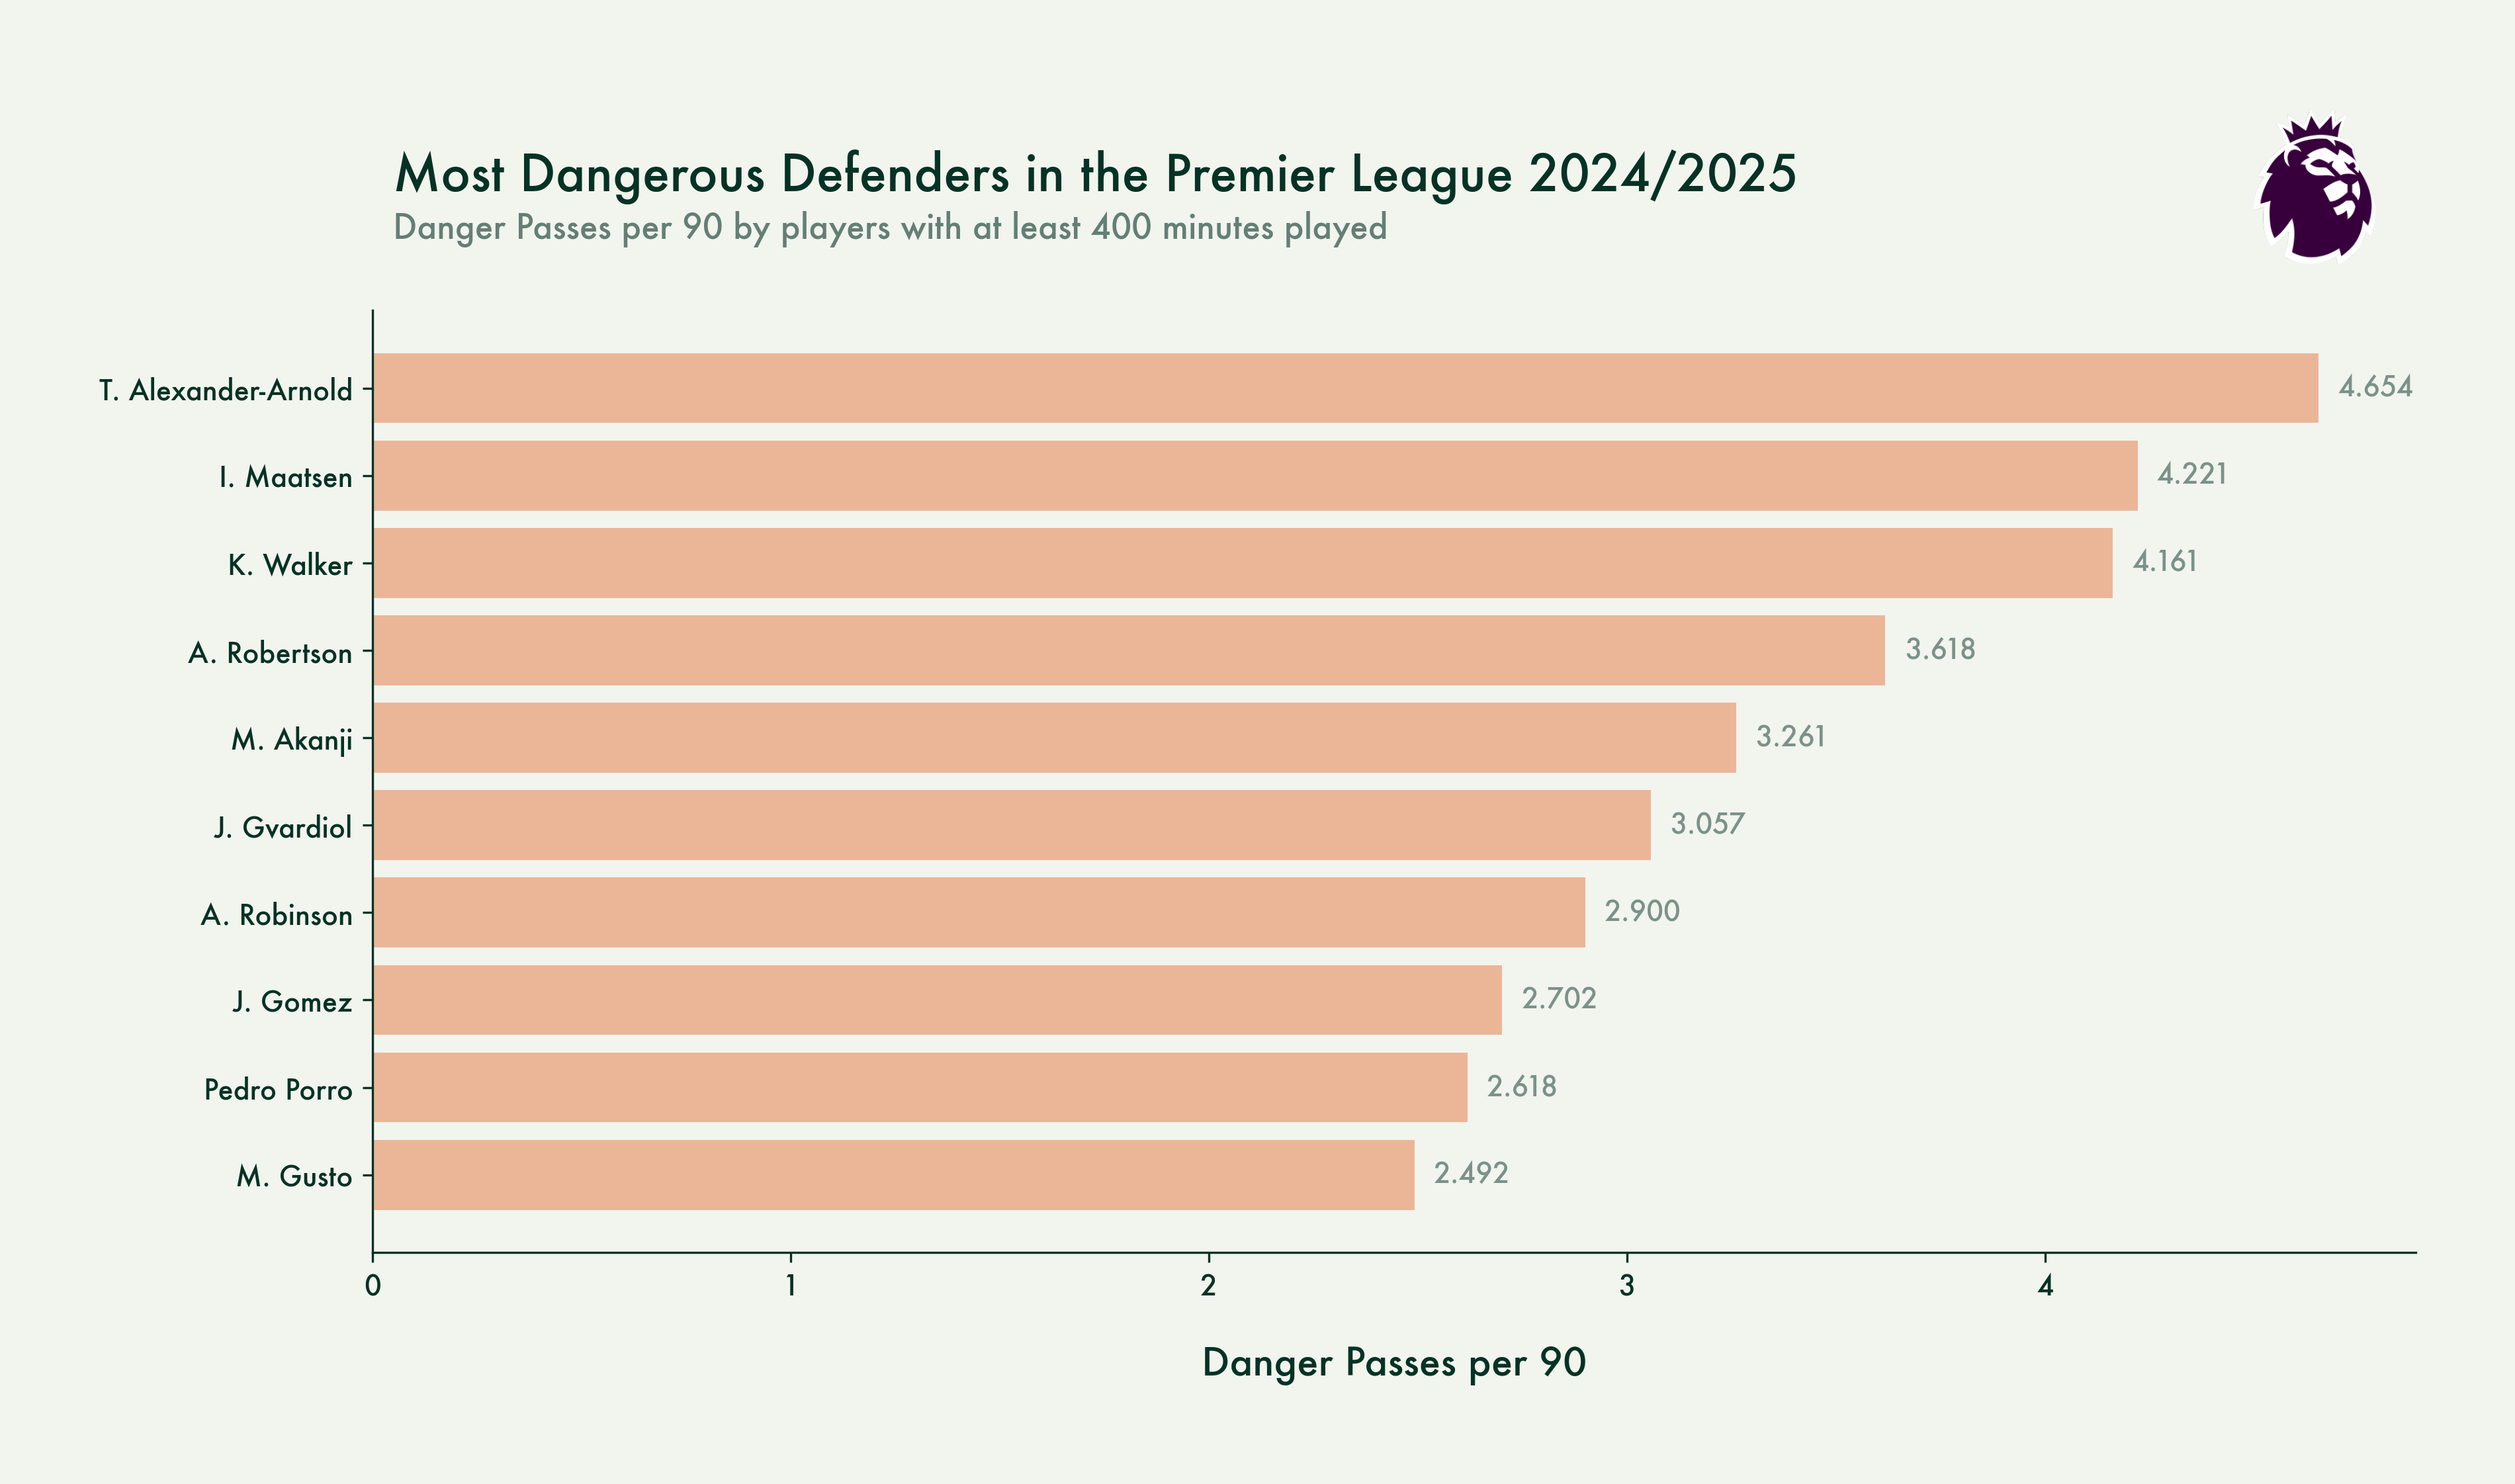 Most Dangerous Defenders in the Premier League 2024/2025
Danger Passes per 90 by players with at least 400 minutes played
T. Alexander-Arnold 4.654
I. Maatsen 4.221
K. Walker 4.161
A. Robertson 3.618
M. Akanji 3.261
J. Gvardiol 3.057
A. Robinson 2.900
J. Gomez 2.702
Pedro Porro 2.618
M. Gusto 2.492
0 1 2 3 4
Danger Passes per 90